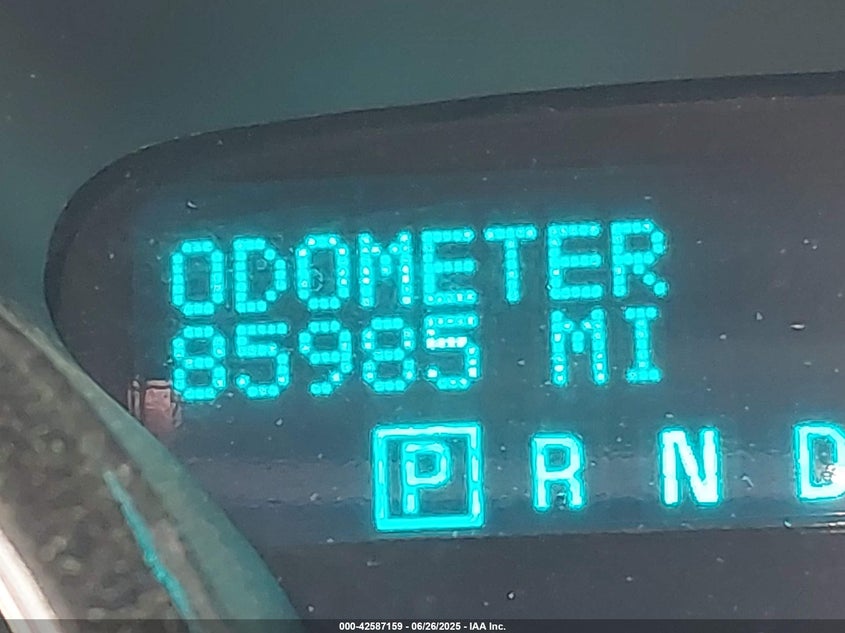 ODOMETER
85985 MI
P R N D
000-42587159 - 06/26/2025 - IAA Inc.